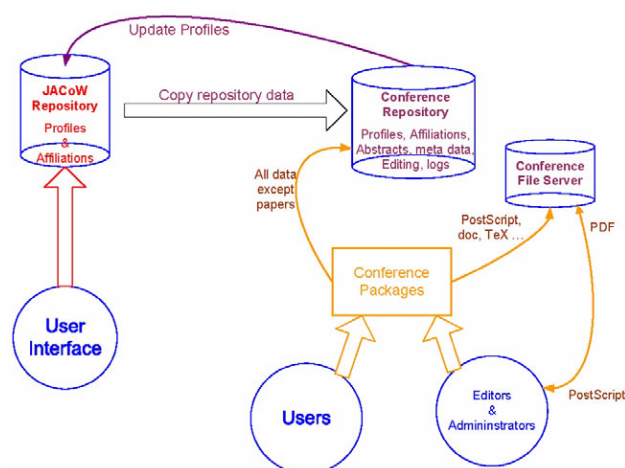 Update Profiles
JACoW
Repository
Profiles
&
Affiliations
Copy repository data
Conference
Repository
Profiles, Affiliations,
Abstracts, meta data,
Editing, logs
Conference
File Server
All data
except
papers
PostScript,
doc, TeX ...
PDF
Conference
Packages
User
Interface
Users
Editors
&
Admininstrators
PostScript